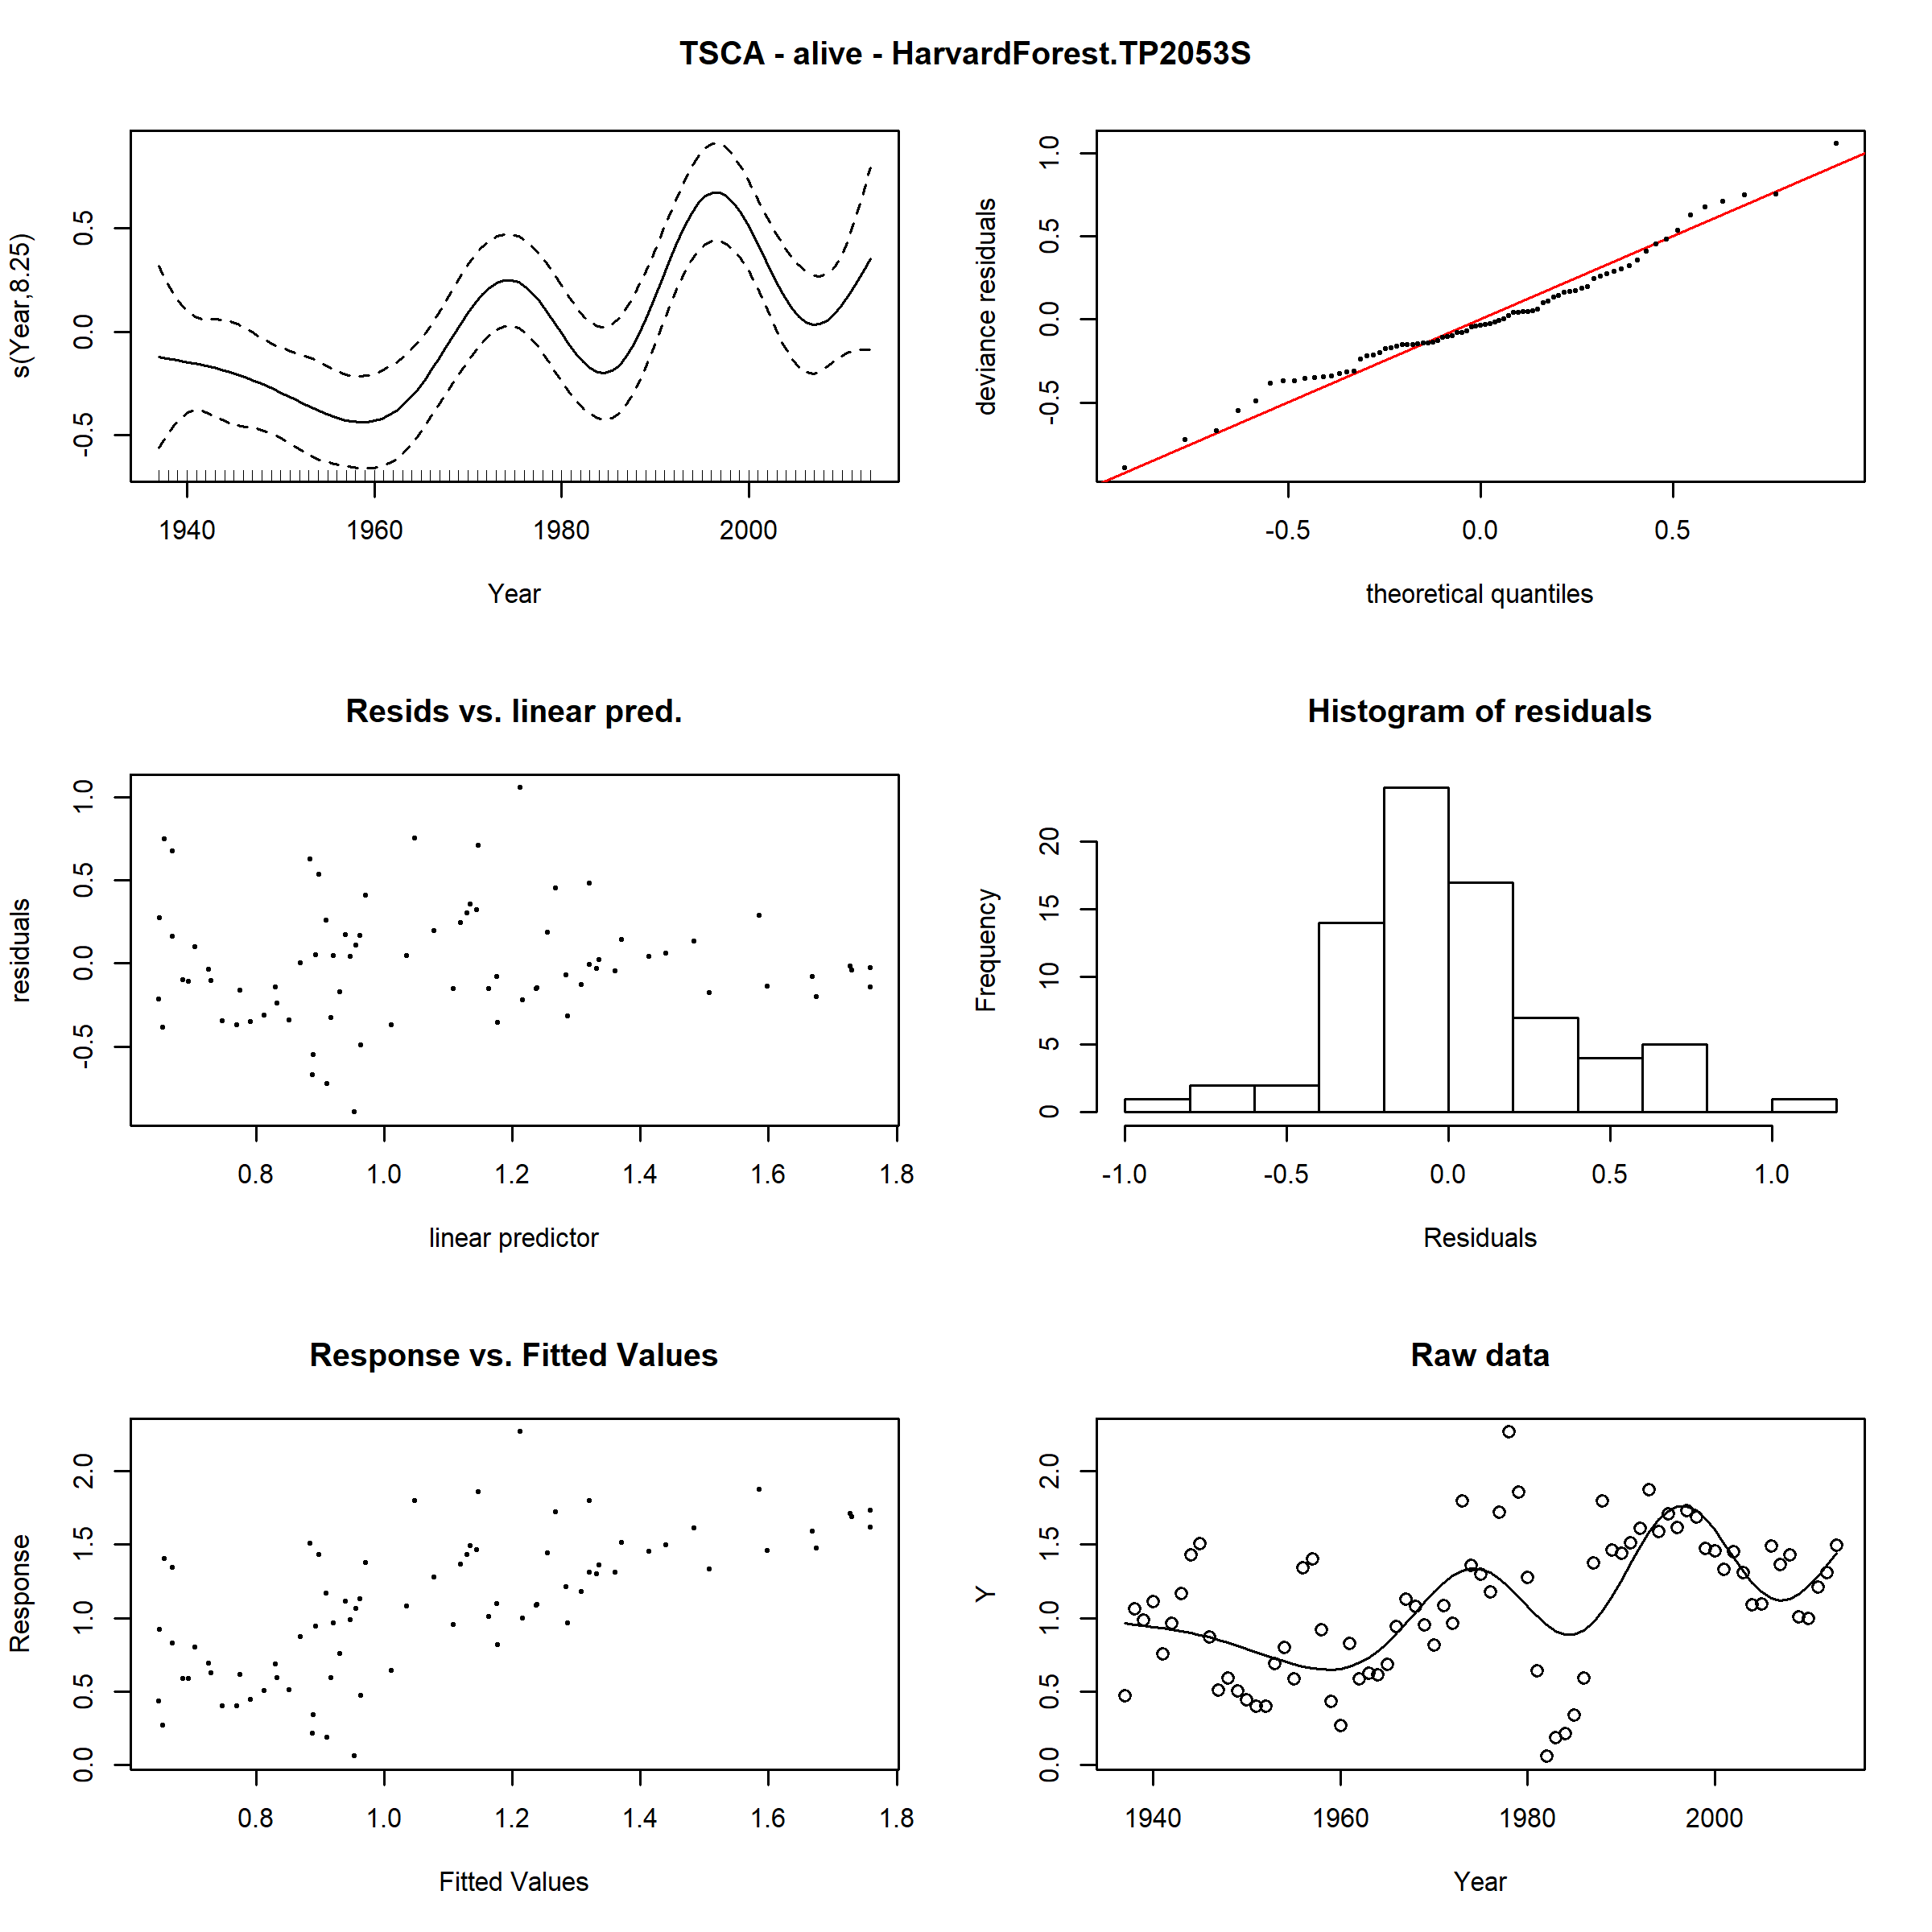 TSCA - alive - HarvardForest.TP2053S
s(Year,8.25)
-0.5 0.0 0.5
1940 1960 1980 2000
Year
deviance residuals
-0.5 0.0 0.5 1.0
-0.5 0.0 0.5
theoretical quantiles
Resids vs. linear pred.
residuals
-0.5 0.0 0.5 1.0
0.8 1.0 1.2 1.4 1.6 1.8
linear predictor
Histogram of residuals
Frequency
0 5 10 15 20
-1.0 -0.5 0.0 0.5 1.0
Residuals
Response vs. Fitted Values
Response
0.0 0.5 1.0 1.5 2.0
0.8 1.0 1.2 1.4 1.6 1.8
Fitted Values
Raw data
Y
0.0 0.5 1.0 1.5 2.0
1940 1960 1980 2000
Year